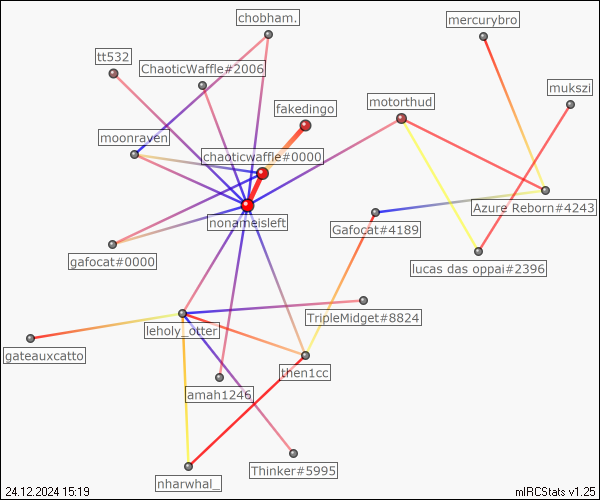 chobham.
mercurybro
tt532
ChaoticWaffle#2006
mukszi
fakedingo
motorthud
moonraven
chaoticwaffle#0000
Azure Reborn#4243
nonameisleft
Gafocat#4189
gafocat#0000
lucas das oppai#2396
TripleMidget#8824
leholy_otter
gateauxcatto
then1cc
amah1246
Thinker#5995
nharwhal_
24.12.2024 15:19
mIRCStats v1.25